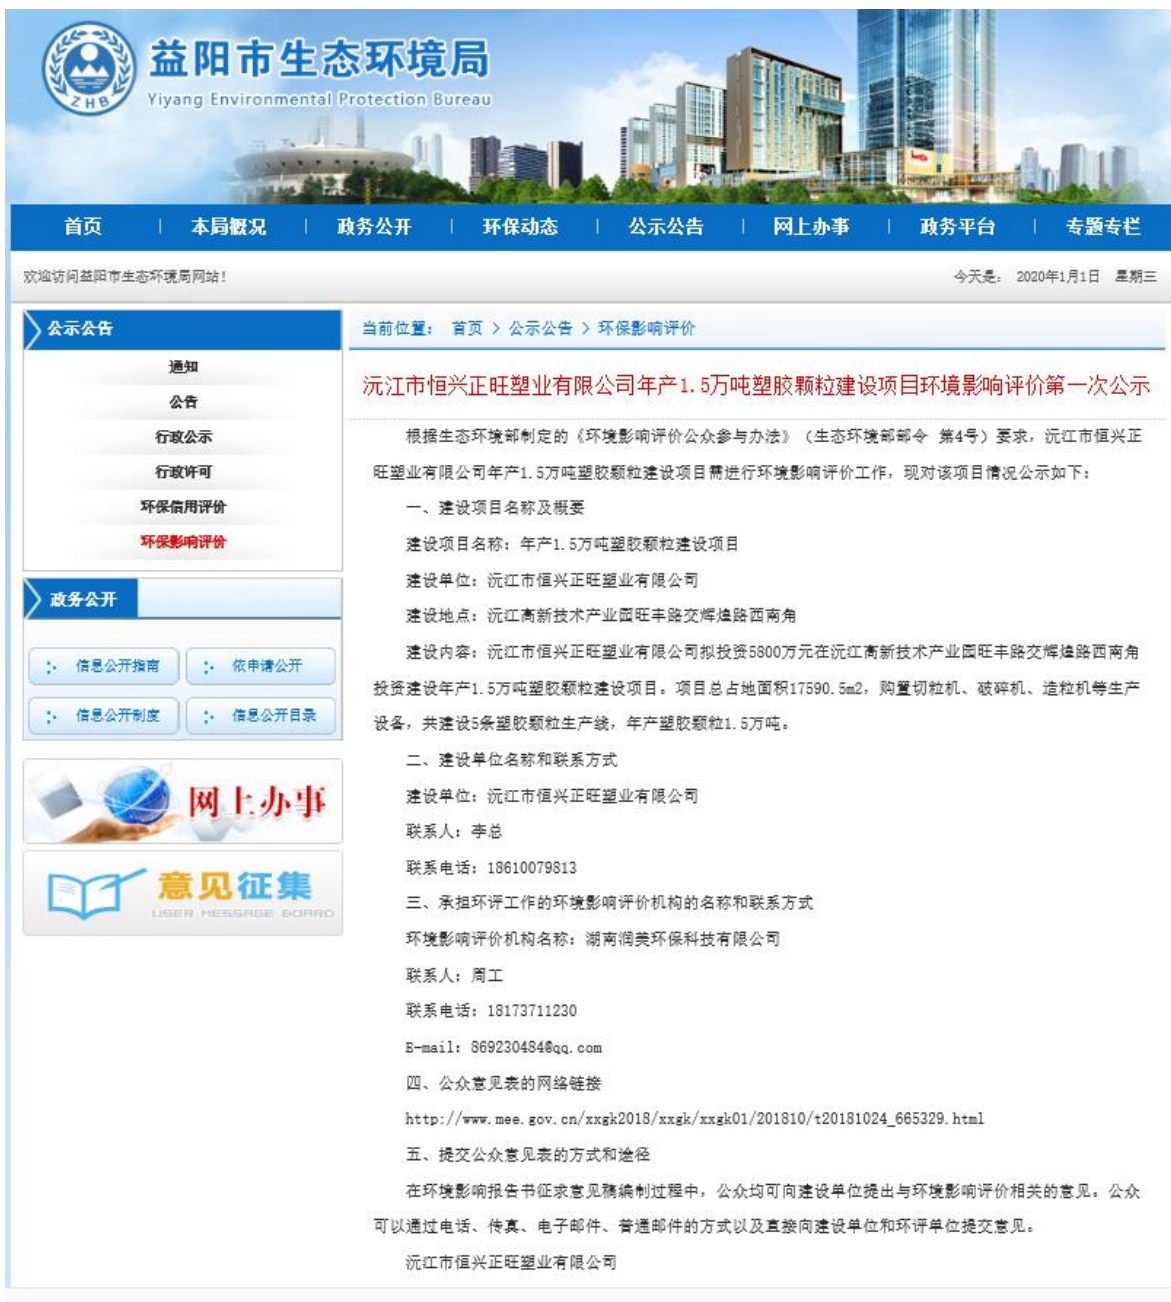 益阳市生态环境局
Yiyang Environmental Protection Bureau
ZHB
首页 | 本局概况 | 政务公开 | 环保动态 | 公示公告 | 网上办事 | 政务平台 | 专题专栏
欢迎访问益阳市生态环境局网站!
今天是: 2020年1月1日 星期三
公示公告
通知
公告
行政公示
行政许可
环保信用评价
环保影响评价
政务公开
信息公开指南
依申请公开
信息公开制度
信息公开目录
网上办事
意见征集
USER MESSAGE BOARD
当前位置: 首页 > 公示公告 > 环保影响评价
沅江市恒兴正旺塑业有限公司年产1.5万吨塑胶颗粒建设项目环境影响评价第一次公示
根据生态环境部制定的《环境影响评价公众参与办法》（生态环境部部令 第4号）要求，沅江市恒兴正
旺塑业有限公司年产1.5万吨塑胶颗粒建设项目需进行环境影响评价工作，现对该项目情况公示如下：
一、建设项目名称及概要
建设项目名称：年产1.5万吨塑胶颗粒建设项目
建设单位：沅江市恒兴正旺塑业有限公司
建设地点：沅江高新技术产业园旺丰路交辉煌路西南角
建设内容：沅江市恒兴正旺塑业有限公司拟投资5800万元在沅江高新技术产业园旺丰路交辉煌路西南角
投资建设年产1.5万吨塑胶颗粒建设项目。项目总占地面积17590.5m2，购置切粒机、破碎机、造粒机等生产
设备，共建设5条塑胶颗粒生产线，年产塑胶颗粒1.5万吨。
二、建设单位名称和联系方式
建设单位：沅江市恒兴正旺塑业有限公司
联系人：李总
联系电话：18610079813
三、承担环评工作的环境影响评价机构的名称和联系方式
环境影响评价机构名称：湖南润美环保科技有限公司
联系人：周工
联系电话：18173711230
E-mail：869230484@qq.com
四、公众意见表的网络链接
http://www.mee.gov.cn/xxgk2018/xxgk/xxgk01/201810/t20181024_665329.html
五、提交公众意见表的方式和途径
在环境影响报告书征求意见稿编制过程中，公众均可向建设单位提出与环境影响评价相关的意见。公众
可以通过电话、传真、电子邮件、普通邮件的方式以及直接向建设单位和环评单位提交意见。
沅江市恒兴正旺塑业有限公司